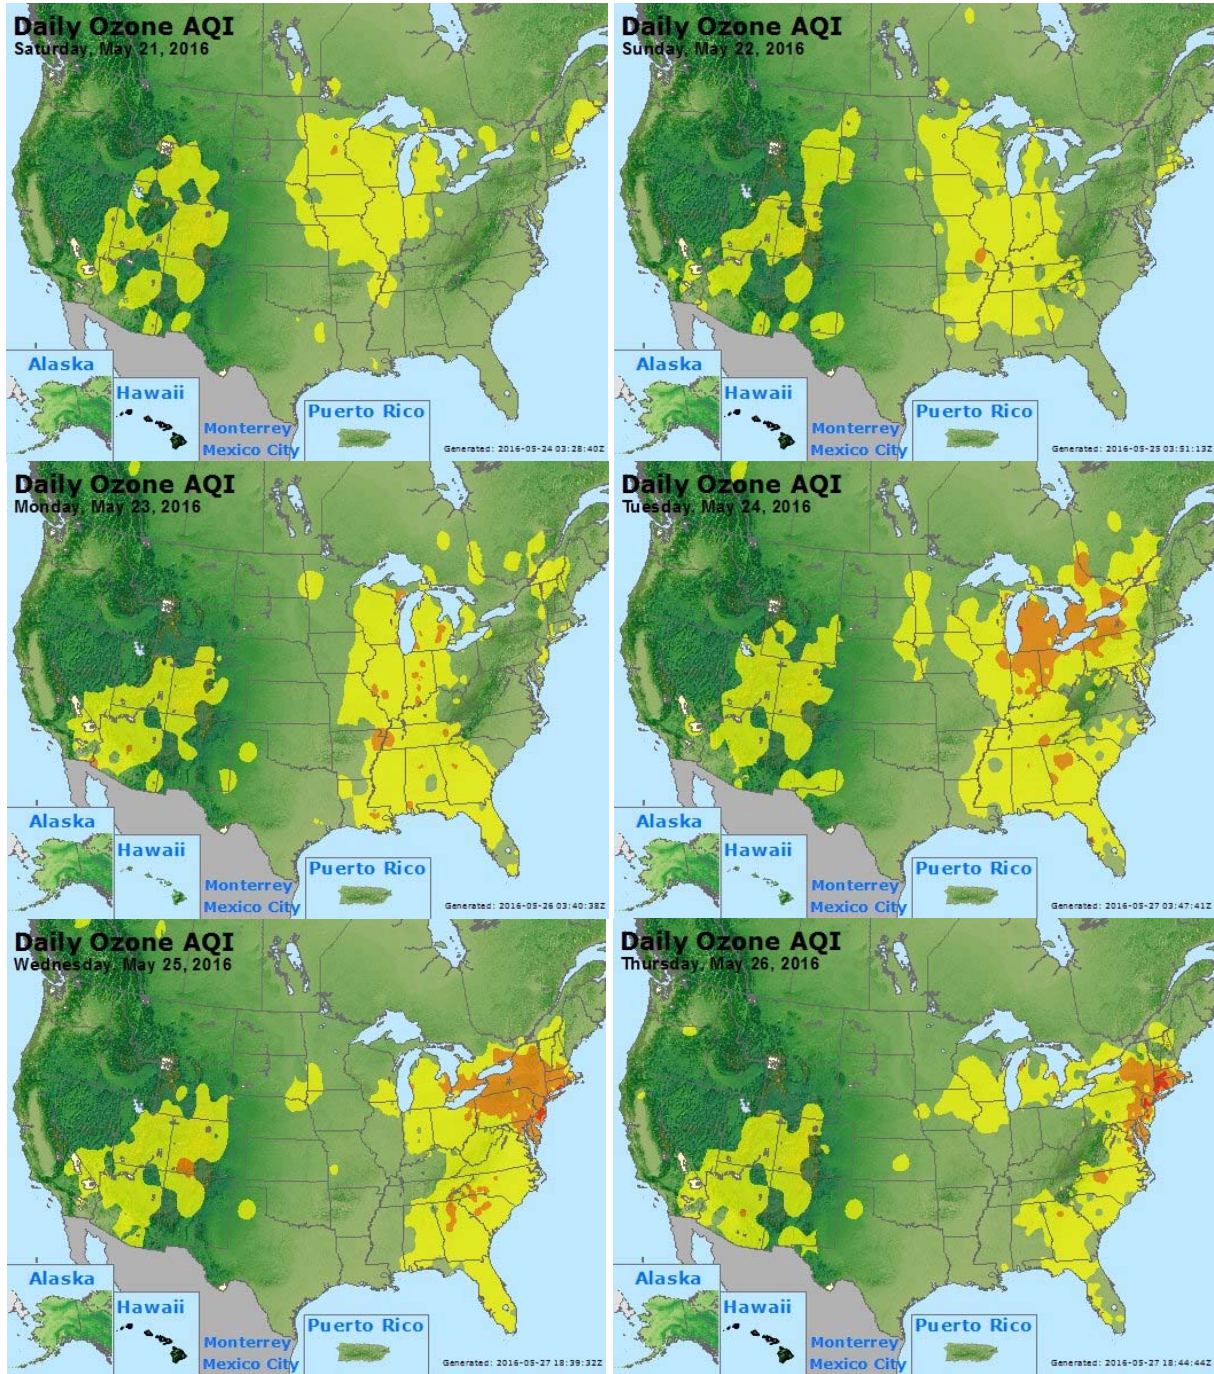 Daily Ozone AQI
Saturday, May 21, 2016
Alaska
Hawaii
Monterrey
Mexico City
Puerto Rico
Generated: 2016-05-24 03:28:40Z
Daily Ozone AQI
Sunday, May 22, 2016
Alaska
Hawaii
Monterrey
Mexico City
Puerto Rico
Generated: 2016-05-25 03:51:13Z
Daily Ozone AQI
Monday, May 23, 2016
Alaska
Hawaii
Monterrey
Mexico City
Puerto Rico
Generated: 2016-05-26 03:40:38Z
Daily Ozone AQI
Tuesday, May 24, 2016
Alaska
Hawaii
Monterrey
Mexico City
Puerto Rico
Generated: 2016-05-27 03:47:41Z
Daily Ozone AQI
Wednesday, May 25, 2016
Alaska
Hawaii
Monterrey
Mexico City
Puerto Rico
Generated: 2016-05-27 18:39:32Z
Daily Ozone AQI
Thursday, May 26, 2016
Alaska
Hawaii
Monterrey
Mexico City
Puerto Rico
Generated: 2016-05-27 18:44:44Z